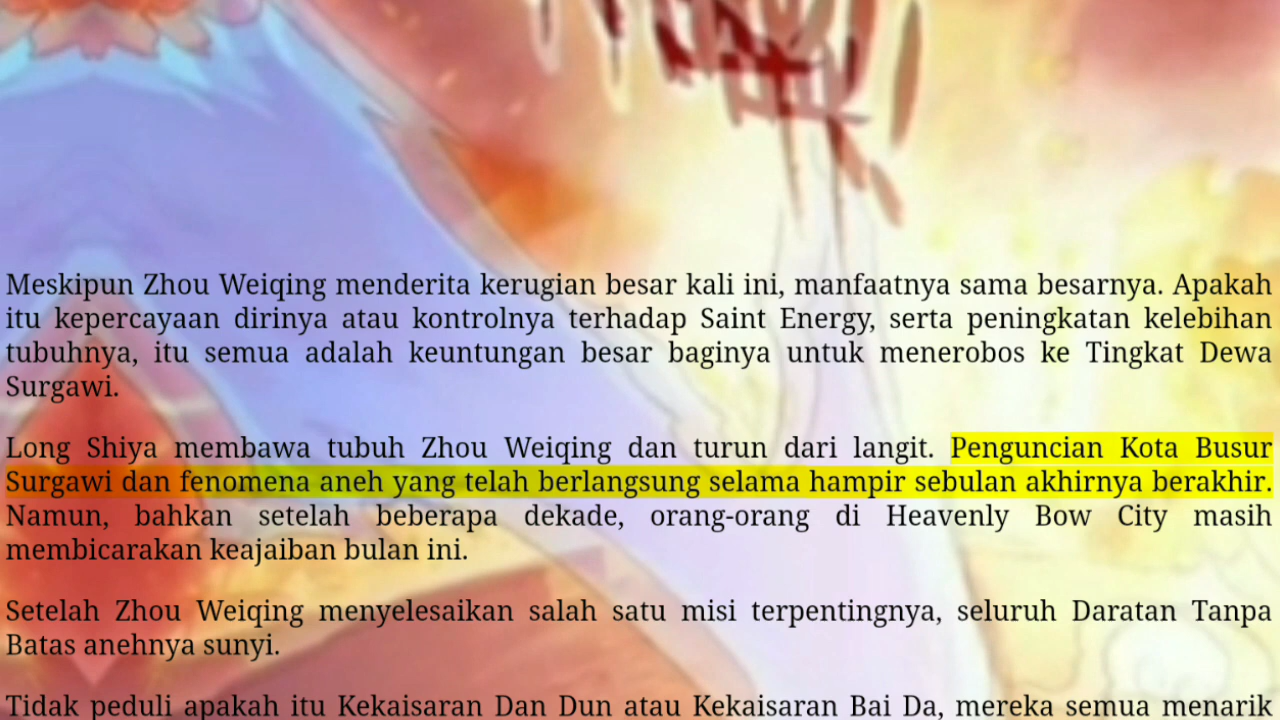 Meskipun Zhou Weiqing menderita kerugian besar kali ini, manfaatnya sama besarnya. Apakah
itu kepercayaan dirinya atau kontrolnya terhadap Saint Energy, serta peningkatan kelebihan
tubuhnya, itu semua adalah keuntungan besar baginya untuk menerobos ke Tingkat Dewa
Surgawi.
Long Shiya membawa tubuh Zhou Weiqing dan turun dari langit. Penguncian Kota Busur
Surgawi dan fenomena aneh yang telah berlangsung selama hampir sebulan akhirnya berakhir.
Namun, bahkan setelah beberapa dekade, orang-orang di Heavenly Bow City masih
membicarakan keajaiban bulan ini.
Setelah Zhou Weiqing menyelesaikan salah satu misi terpentingnya, seluruh Daratan Tanpa
Batas anehnya sunyi.
Tidak peduli apakah itu Kekaisaran Dan Dun atau Kekaisaran Bai Da, mereka semua menarik